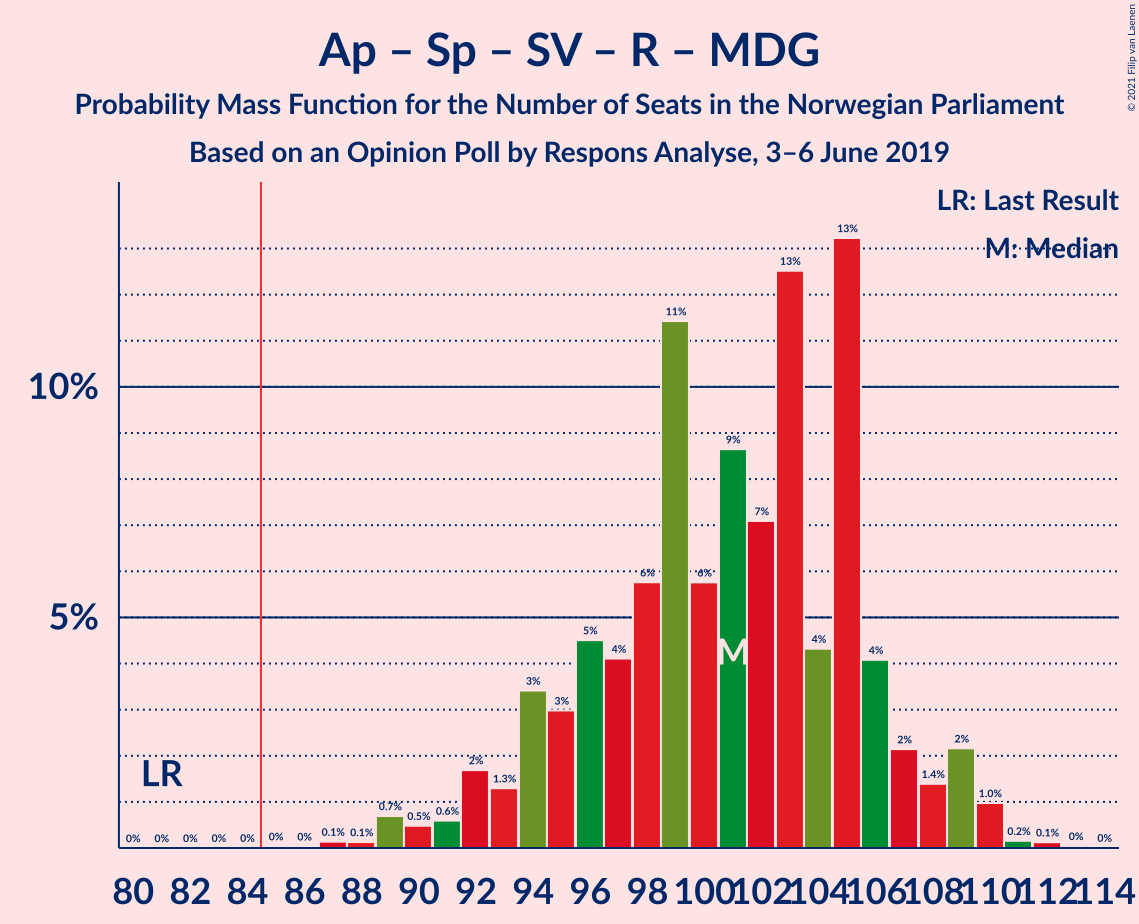 Ap – Sp – SV – R – MDG
Probability Mass Function for the Number of Seats in the Norwegian Parliament
Based on an Opinion Poll by Respons Analyse, 3–6 June 2019
© 2021 Filip van Laenen
LR: Last Result
M: Median
10%
5%
LR
M
0% 0% 0% 0% 0% 0% 0% 0.1% 0.1% 0.7% 0.5% 0.6% 2% 1.3% 3% 3% 5% 4% 6% 11% 6% 9% 7% 13% 4% 13% 4% 2% 1.4% 2% 1.0% 0.2% 0.1% 0% 0%
80 82 84 86 88 90 92 94 96 98 100 102 104 106 108 110 112 114